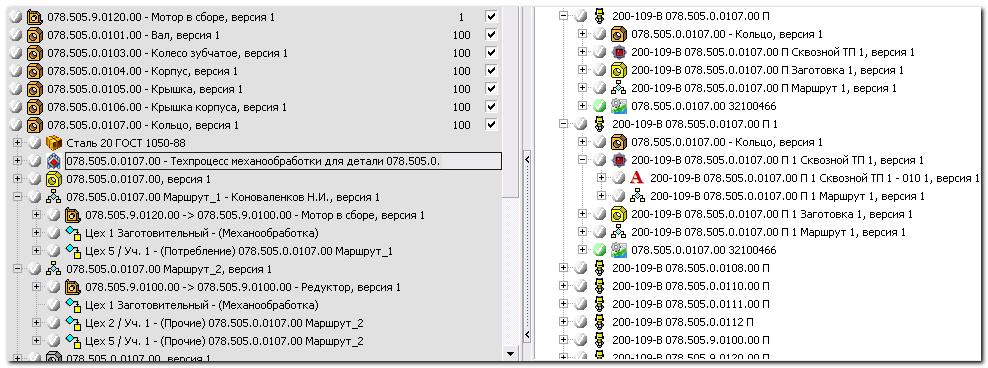 078.505.9.0120.00 - Мотор в сборе, версия 1 1
078.505.0.0101.00 - Вал, версия 1 100
078.505.0.0103.00 - Колесо зубчатое, версия 1 100
078.505.0.0104.00 - Корпус, версия 1 100
078.505.0.0105.00 - Крышка, версия 1 100
078.505.0.0106.00 - Крышка корпуса, версия 1 100
078.505.0.0107.00 - Кольцо, версия 1 100
Сталь 20 ГОСТ 1050-88
078.505.0.0107.00 - Техпроцесс механообработки для детали 078.505.0.
078.505.0.0107.00, версия 1
078.505.0.0107.00 Маршрут_1 - Коноваленков Н.И., версия 1
078.505.9.0120.00 -> 078.505.9.0100.00 - Мотор в сборе, версия 1
Цех 1 Заготовительный - (Механообработка)
Цех 5 / Уч. 1 - (Потребление) 078.505.0.0107.00 Маршрут_1
078.505.0.0107.00 Маршрут_2, версия 1
078.505.9.0100.00 -> 078.505.9.0100.00 - Редуктор, версия 1
Цех 1 Заготовительный - (Механообработка)
Цех 2 / Уч. 1 - (Прочие) 078.505.0.0107.00 Маршрут_2
Цех 5 / Уч. 1 - (Прочие) 078.505.0.0107.00 Маршрут_2
078.505.0.0107.00, версия 1
200-109-В 078.505.0.0107.00 П
078.505.0.0107.00 - Кольцо, версия 1
200-109-В 078.505.0.0107.00 П Сквозной ТП 1, версия 1
200-109-В 078.505.0.0107.00 П Заготовка 1, версия 1
200-109-В 078.505.0.0107.00 П Маршрут 1, версия 1
078.505.0.0107.00 32100466
200-109-В 078.505.0.0107.00 П 1
078.505.0.0107.00 - Кольцо, версия 1
200-109-В 078.505.0.0107.00 П 1 Сквозной ТП 1, версия 1
А 200-109-В 078.505.0.0107.00 П 1 Сквозной ТП 1 - 010 1, версия 1
200-109-В 078.505.0.0107.00 П 1 Маршрут 1, версия 1
200-109-В 078.505.0.0107.00 П 1 Заготовка 1, версия 1
200-109-В 078.505.0.0107.00 П 1 Маршрут 1, версия 1
078.505.0.0107.00 32100466
200-109-В 078.505.0.0108.00 П
200-109-В 078.505.0.0110.00 П
200-109-В 078.505.0.0111.00 П
200-109-В 078.505.0.0112 П
200-109-В 078.505.9.0100.00 П
200-109-В 078.505.9.0120.00 П